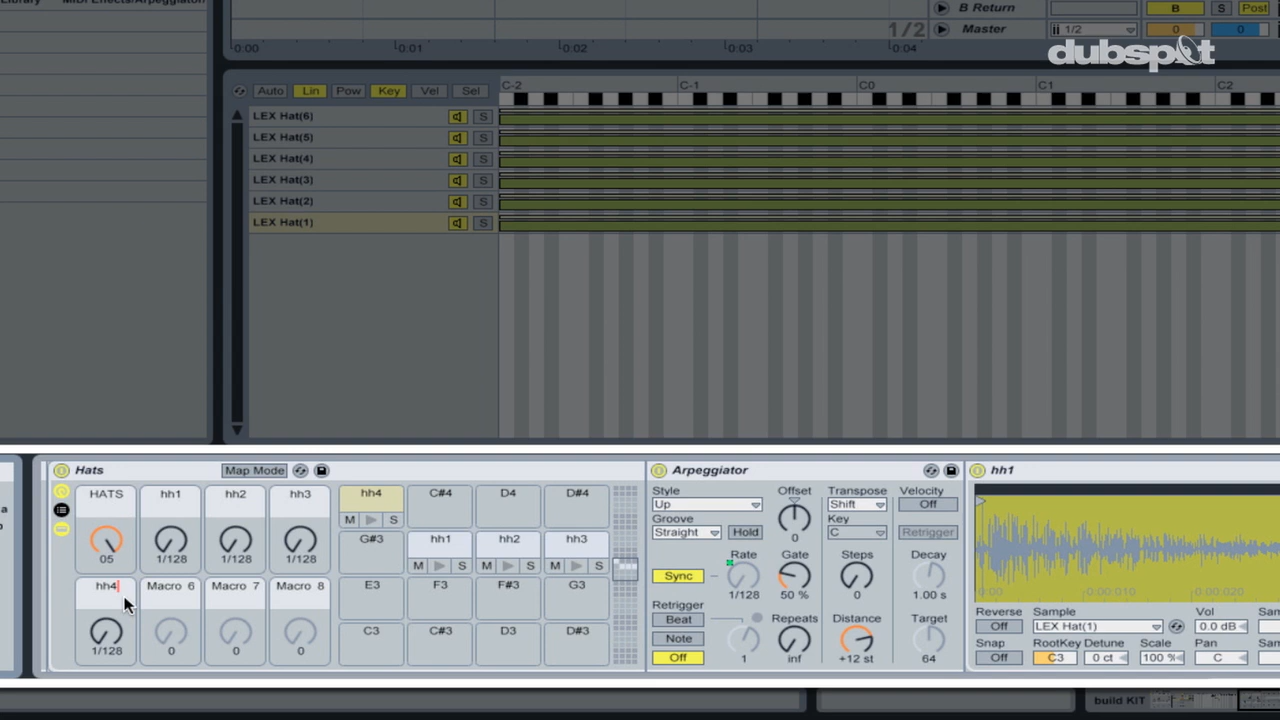 MIDI Effects/Arpeggiator
B Return
B S Post
1/2 Master
1/2 0 0
0:00 0:01 0:02 0:03 0:04
dubspot
Auto Lin Pow Key Vel Sel
C-2 C-1 C0 C1 C2
LEX Hat(6) S
LEX Hat(5) S
LEX Hat(4) S
LEX Hat(3) S
LEX Hat(2) S
LEX Hat(1) S
Hats Map Mode
HATS hh1 hh2 hh3
05 1/128 1/128 1/128
hh4 Macro 6 Macro 7 Macro 8
1/128 0 0 0
hh4 C#4 D4 D#4
M S
G#3 hh1 hh2 hh3
M S M S M S
E3 F3 F#3 G3
C3 C#3 D3 D#3
Arpeggiator
Style Offset Transpose Velocity
Up Shift Off
Groove Key
Straight Hold 0 C Retrigger
Rate Gate Steps Decay
Sync
1/128 50 % 0 1.00 s
Retrigger
Beat Repeats Distance Target
Note
Off 1 inf +12 st 64
hh1
0:00 0:00:010 0:00:020
Reverse Sample Vol
Off LEX Hat(1) 0.0 dB
Snap RootKey Detune Scale Pan
Off C3 0 ct 100 % C
build KIT